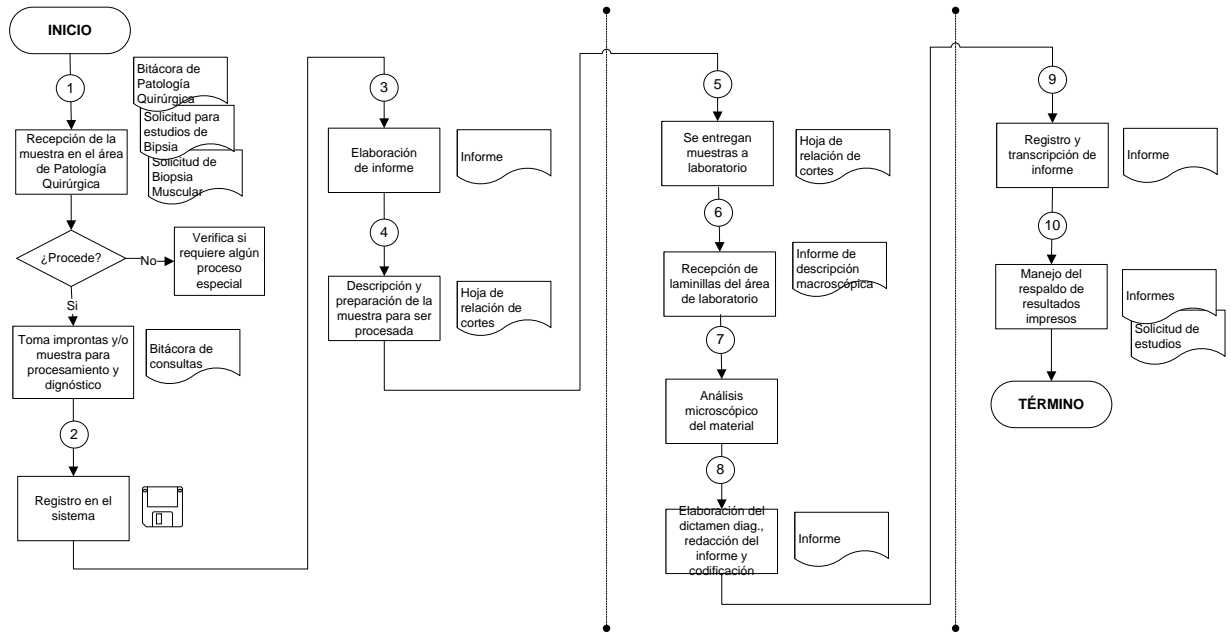 INICIO
1
Bitácora de
Patología
Quirúrgica
Solicitud para
estudios de
Bipsia
Solicitud de
Biopsia
Muscular
Recepción de la
muestra en el área
de Patología
Quirúrgica
¿Procede?
No
Verifica si
requiere algún
proceso
especial
Si
Toma improntas y/o
muestra para
procesamiento y
dignóstico
Bitácora de
consultas
2
Registro en el
sistema
3
Elaboración
de informe
Informe
4
Descripción y
preparación de la
muestra para ser
procesada
Hoja de
relación de
cortes
5
Se entregan
muestras a
laboratorio
Hoja de
relación de
cortes
6
Recepción de
laminillas del área
de laboratorio
Informe de
descripción
macroscópica
7
Análisis
microscópico
del material
8
Elaboración del
dictamen diag.,
redacción del
informe y
codificación
Informe
9
Registro y
transcripción de
informe
Informe
10
Manejo del
respaldo de
resultados
impresos
Informes
Solicitud de
estudios
TÉRMINO